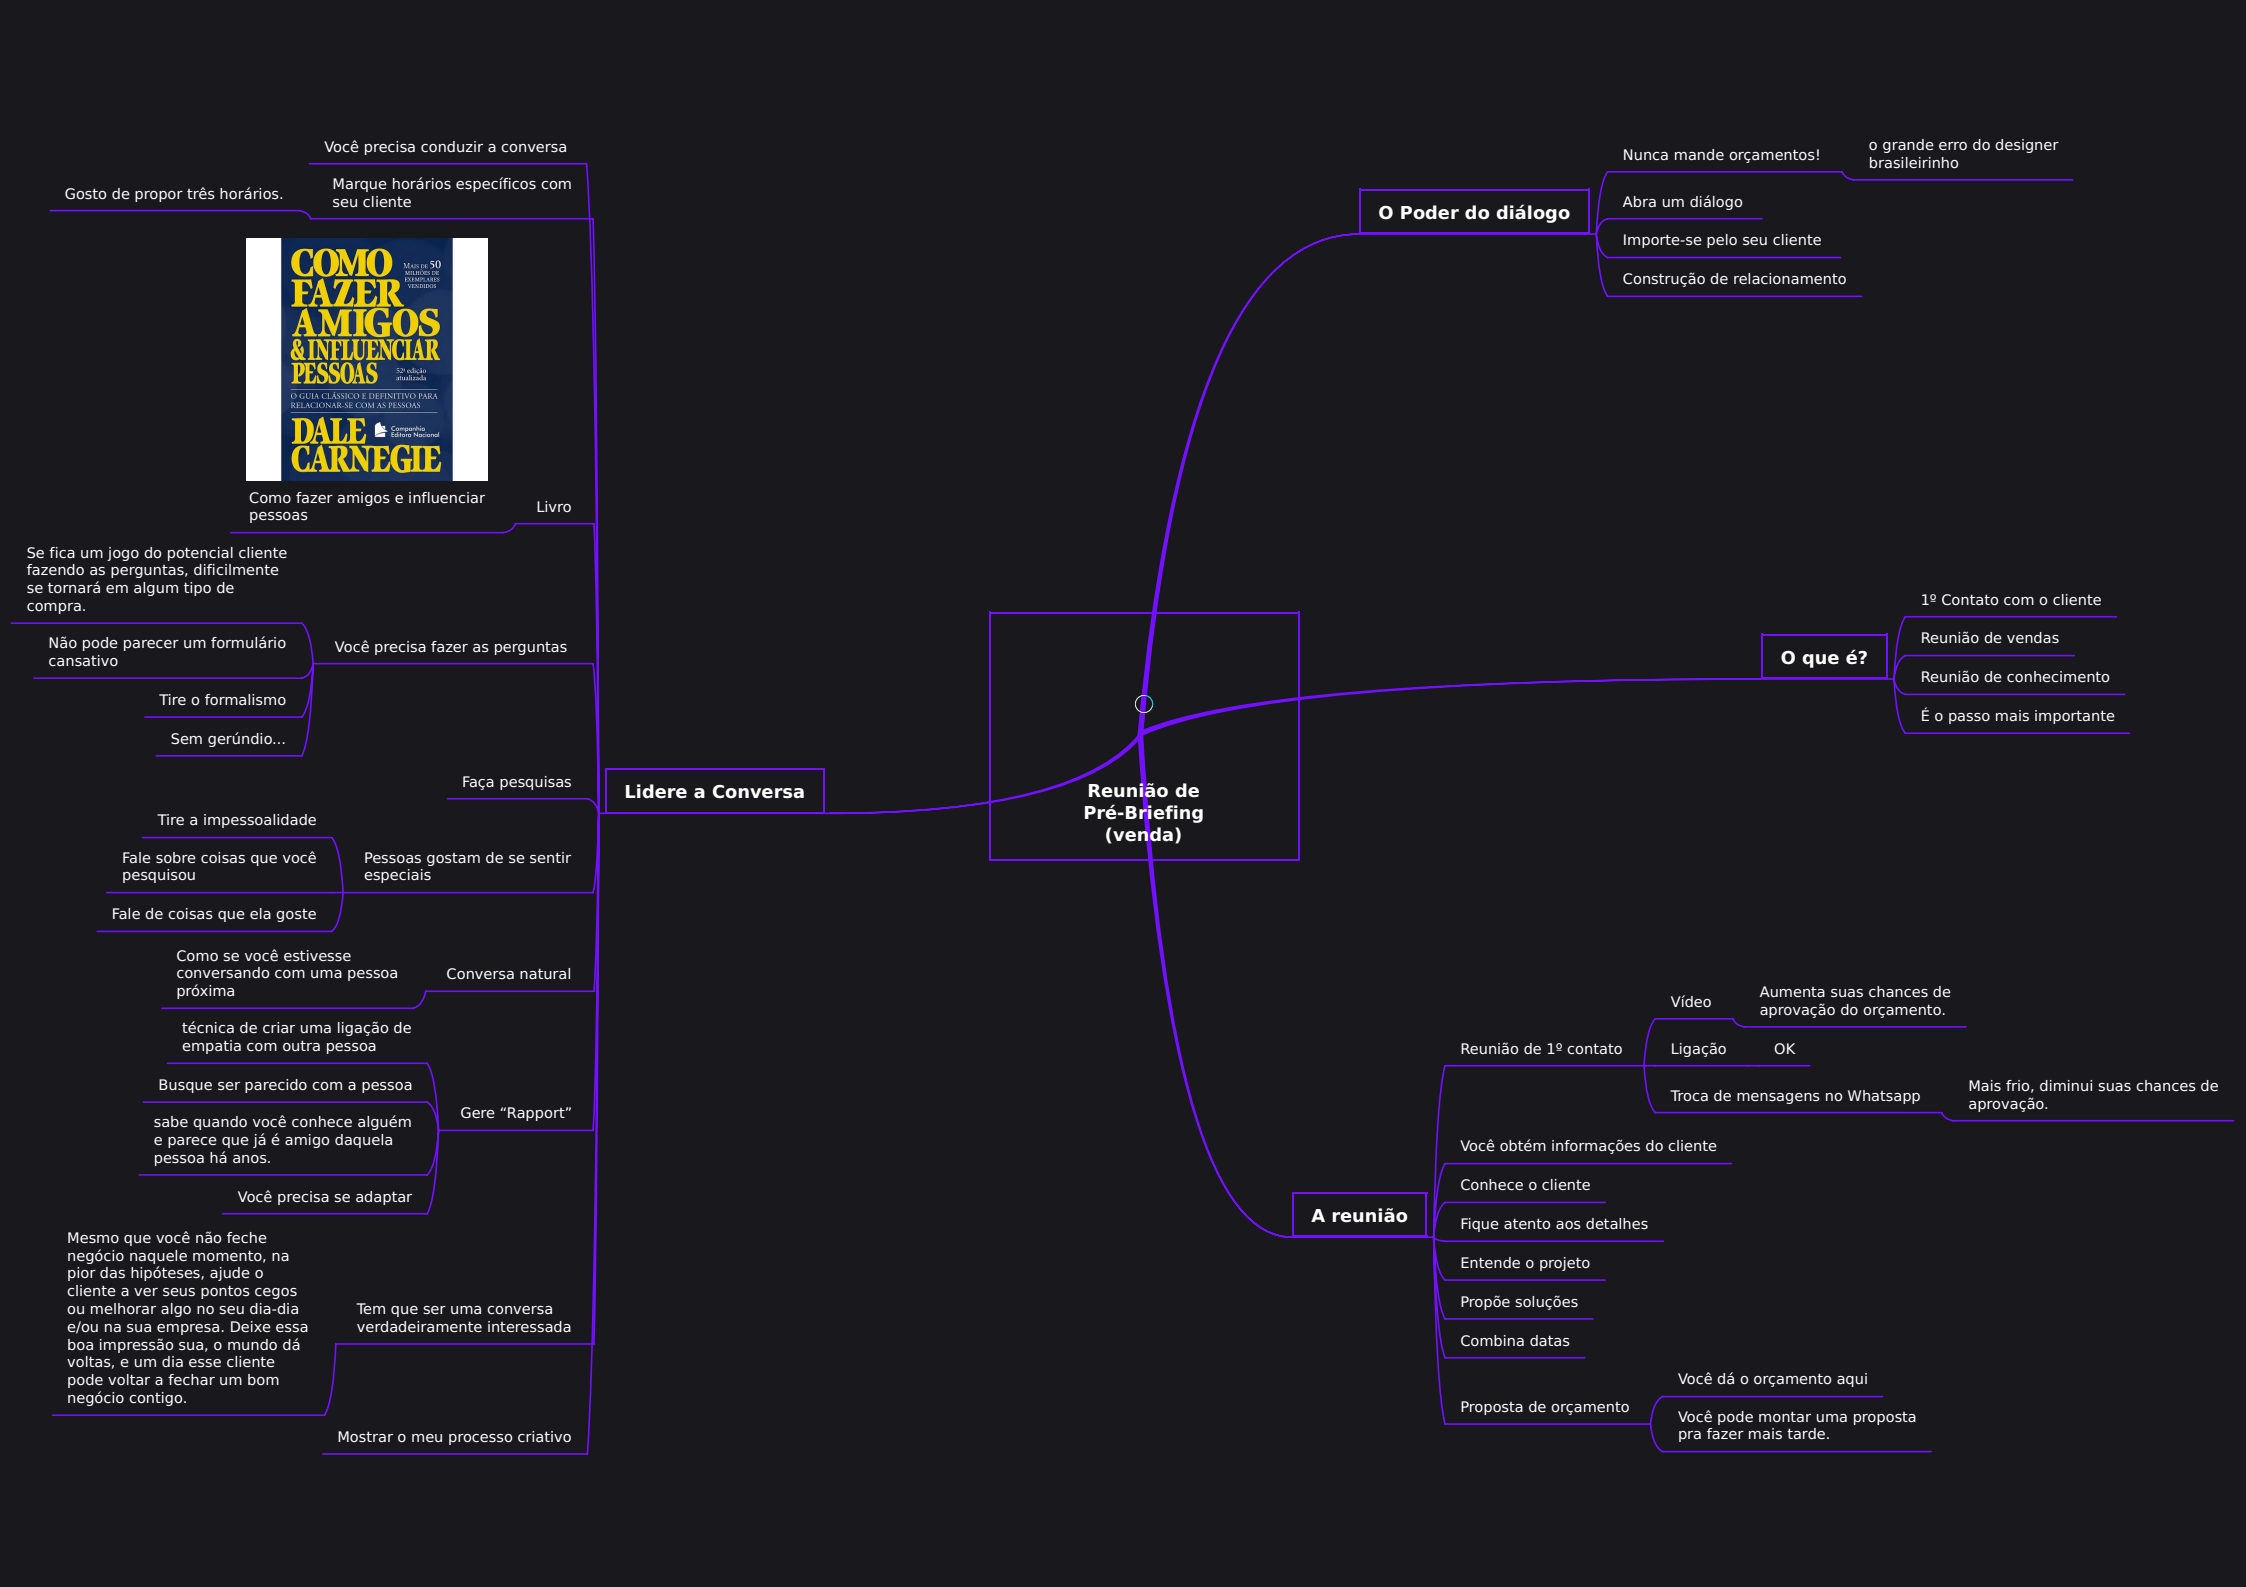 Reunião de
Pré-Briefing
(venda)
O Poder do diálogo
Nunca mande orçamentos!
o grande erro do designer
brasileirinho
Abra um diálogo
Importe-se pelo seu cliente
Construção de relacionamento
O que é?
1º Contato com o cliente
Reunião de vendas
Reunião de conhecimento
É o passo mais importante
A reunião
Reunião de 1º contato
Vídeo
Aumenta suas chances de
aprovação do orçamento.
Ligação
OK
Troca de mensagens no Whatsapp
Mais frio, diminui suas chances de
aprovação.
Você obtém informações do cliente
Conhece o cliente
Fique atento aos detalhes
Entende o projeto
Propõe soluções
Combina datas
Proposta de orçamento
Você dá o orçamento aqui
Você pode montar uma proposta
pra fazer mais tarde.
Lidere a Conversa
Você precisa conduzir a conversa
Marque horários específicos com
seu cliente
Gosto de propor três horários.
Livro
COMO
FAZER
AMIGOS
& INFLUENCIAR
PESSOAS
MAIS DE 50
MILHÕES DE
EXEMPLARES
VENDIDOS
52ª edição
atualizada
O GUIA CLÁSSICO E DEFINITIVO PARA
RELACIONAR-SE COM AS PESSOAS
DALE
CARNEGIE
Companhia
Editora Nacional
Como fazer amigos e influenciar
pessoas
Você precisa fazer as perguntas
Se fica um jogo do potencial cliente
fazendo as perguntas, dificilmente
se tornará em algum tipo de
compra.
Não pode parecer um formulário
cansativo
Tire o formalismo
Sem gerúndio...
Faça pesquisas
Pessoas gostam de se sentir
especiais
Tire a impessoalidade
Fale sobre coisas que você
pesquisou
Fale de coisas que ela goste
Conversa natural
Como se você estivesse
conversando com uma pessoa
próxima
Gere “Rapport”
técnica de criar uma ligação de
empatia com outra pessoa
Busque ser parecido com a pessoa
sabe quando você conhece alguém
e parece que já é amigo daquela
pessoa há anos.
Você precisa se adaptar
Tem que ser uma conversa
verdadeiramente interessada
Mesmo que você não feche
negócio naquele momento, na
pior das hipóteses, ajude o
cliente a ver seus pontos cegos
ou melhorar algo no seu dia-dia
e/ou na sua empresa. Deixe essa
boa impressão sua, o mundo dá
voltas, e um dia esse cliente
pode voltar a fechar um bom
negócio contigo.
Mostrar o meu processo criativo